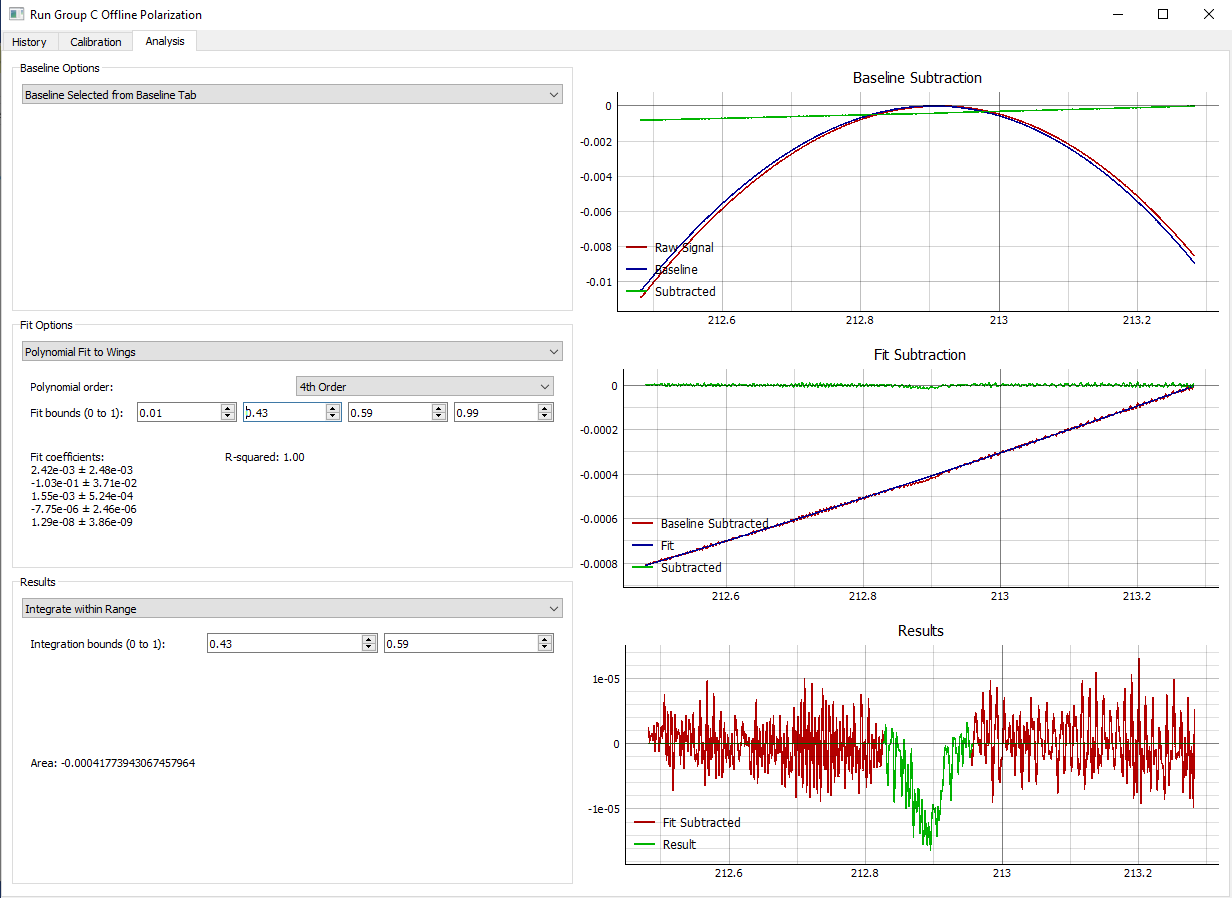 Run Group C Offline Polarization
History
Calibration
Analysis
Baseline Options
Baseline Selected from Baseline Tab
Fit Options
Polynomial Fit to Wings
Polynomial order:
4th Order
Fit bounds (0 to 1):
0.01
0.43
0.59
0.99
Fit coefficients:
2.42e-03 ± 2.48e-03
-1.03e-01 ± 3.71e-02
1.55e-03 ± 5.24e-04
-7.75e-06 ± 2.46e-06
1.29e-08 ± 3.86e-09
R-squared: 1.00
Results
Integrate within Range
Integration bounds (0 to 1):
0.43
0.59
Area: -0.00041773943067457964
Baseline Subtraction
0
-0.002
-0.004
-0.006
-0.008
-0.01
Raw Signal
Baseline
Subtracted
212.6
212.8
213
213.2
Fit Subtraction
0
-0.0002
-0.0004
-0.0006
-0.0008
Baseline Subtracted
Fit
Subtracted
212.6
212.8
213
213.2
Results
1e-05
0
-1e-05
Fit Subtracted
Result
212.6
212.8
213
213.2